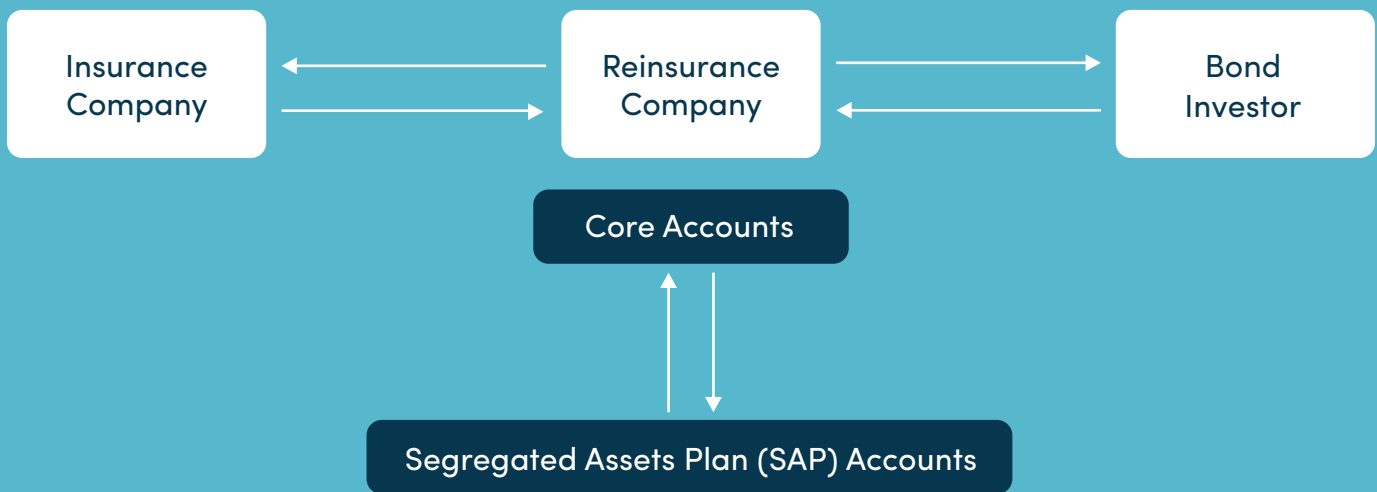 Insurance
Company
Reinsurance
Company
Bond
Investor
Core Accounts
Segregated Assets Plan (SAP) Accounts